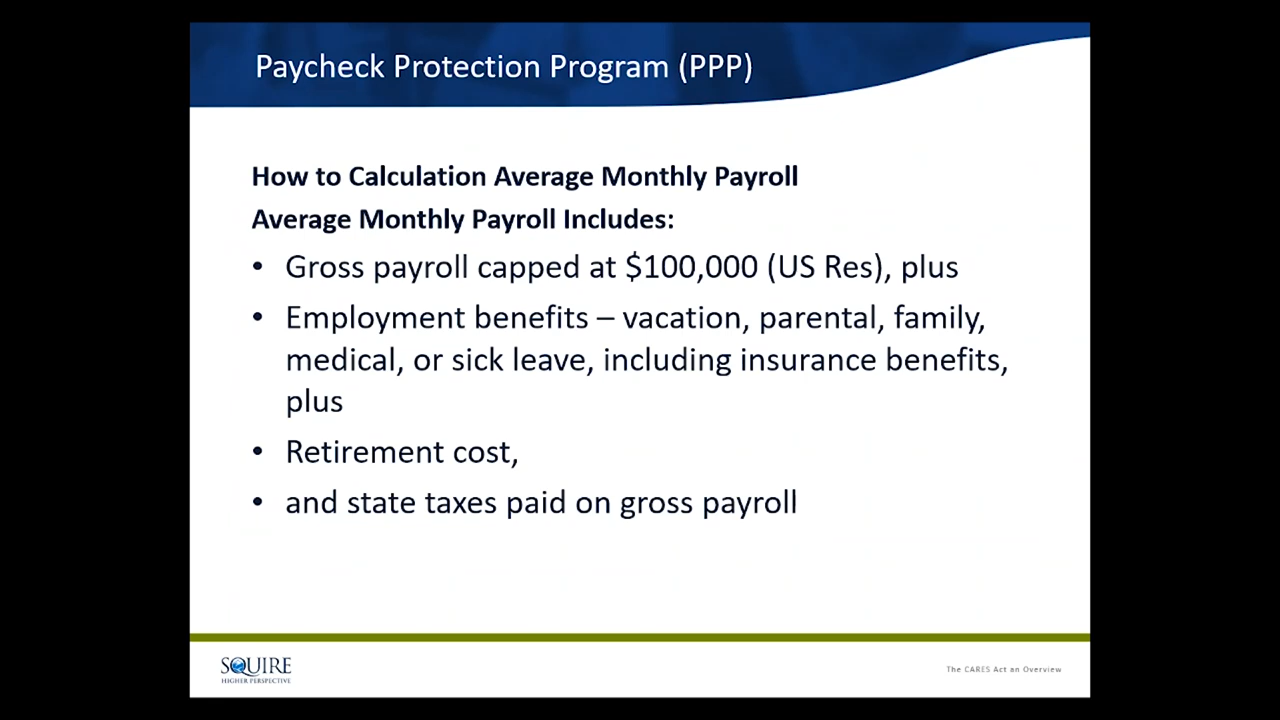 Paycheck Protection Program (PPP)
How to Calculation Average Monthly Payroll
Average Monthly Payroll Includes:
• Gross payroll capped at $100,000 (US Res), plus
• Employment benefits – vacation, parental, family,
medical, or sick leave, including insurance benefits,
plus
• Retirement cost,
• and state taxes paid on gross payroll
SQUIRE
HIGHER PERSPECTIVE
The CARES Act an Overview